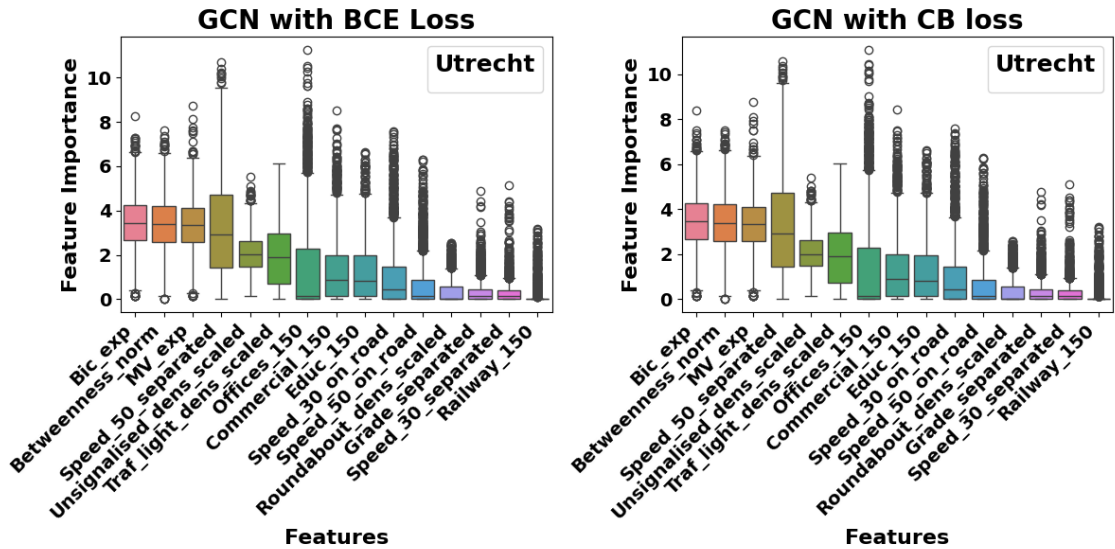 GCN with BCE Loss
Utrecht
Feature Importance
10
8
6
4
2
0
Bic_exp
Betweenness_norm
MV_exp
Speed_50_separated
Unsignalised_dens_scaled
Traf_light_dens_scaled
Offices_150
Commercial_150
Educ_150
Speed_30_on_road
Speed_50_on_road
Roundabout_dens_scaled
Grade_separated
Speed_30_separated
Railway_150
Features
GCN with CB loss
Utrecht
Feature Importance
10
8
6
4
2
0
Bic_exp
Betweenness_norm
MV_exp
Speed_50_separated
Unsignalised_dens_scaled
Traf_light_dens_scaled
Offices_150
Commercial_150
Educ_150
Speed_30_on_road
Speed_50_on_road
Roundabout_dens_scaled
Grade_separated
Speed_30_separated
Railway_150
Features